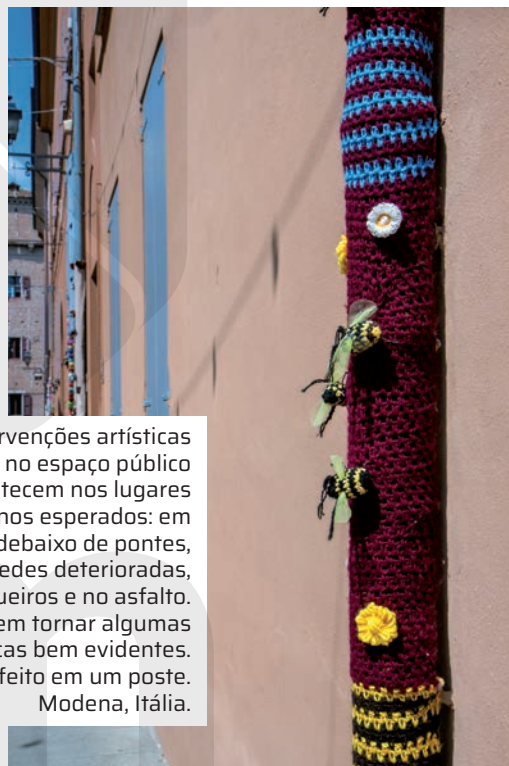 rvenções artísticas
no espaço público
tecem nos lugares
nos esperados: em
debaixo de pontes,
edes deterioradas,
ueiros e no asfalto.
em tornar algumas
bem evidentes.
feito em um poste.
Modena, Itália.